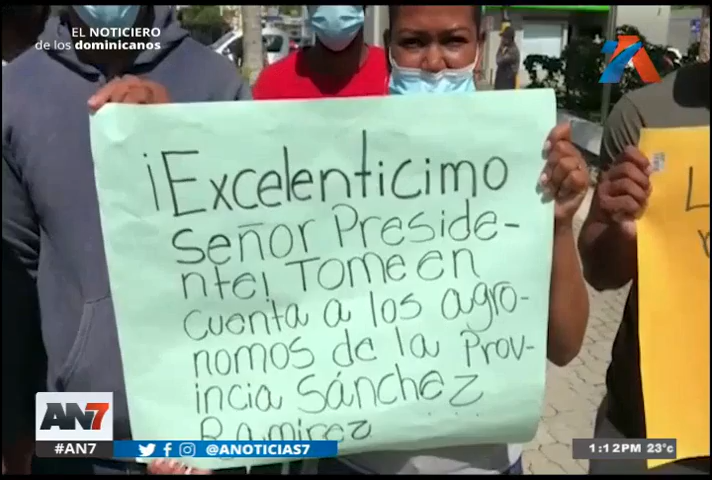 EL NOTICIERO
de los dominicanos
¡Excelenticimo
Señor Preside-
nte! Tome en
cuenta a los agro-
nomos de la Prov-
incia Sánchez
Ramirez
L
AN7
#AN7
@ANOTICIAS7
1:12PM 23°c